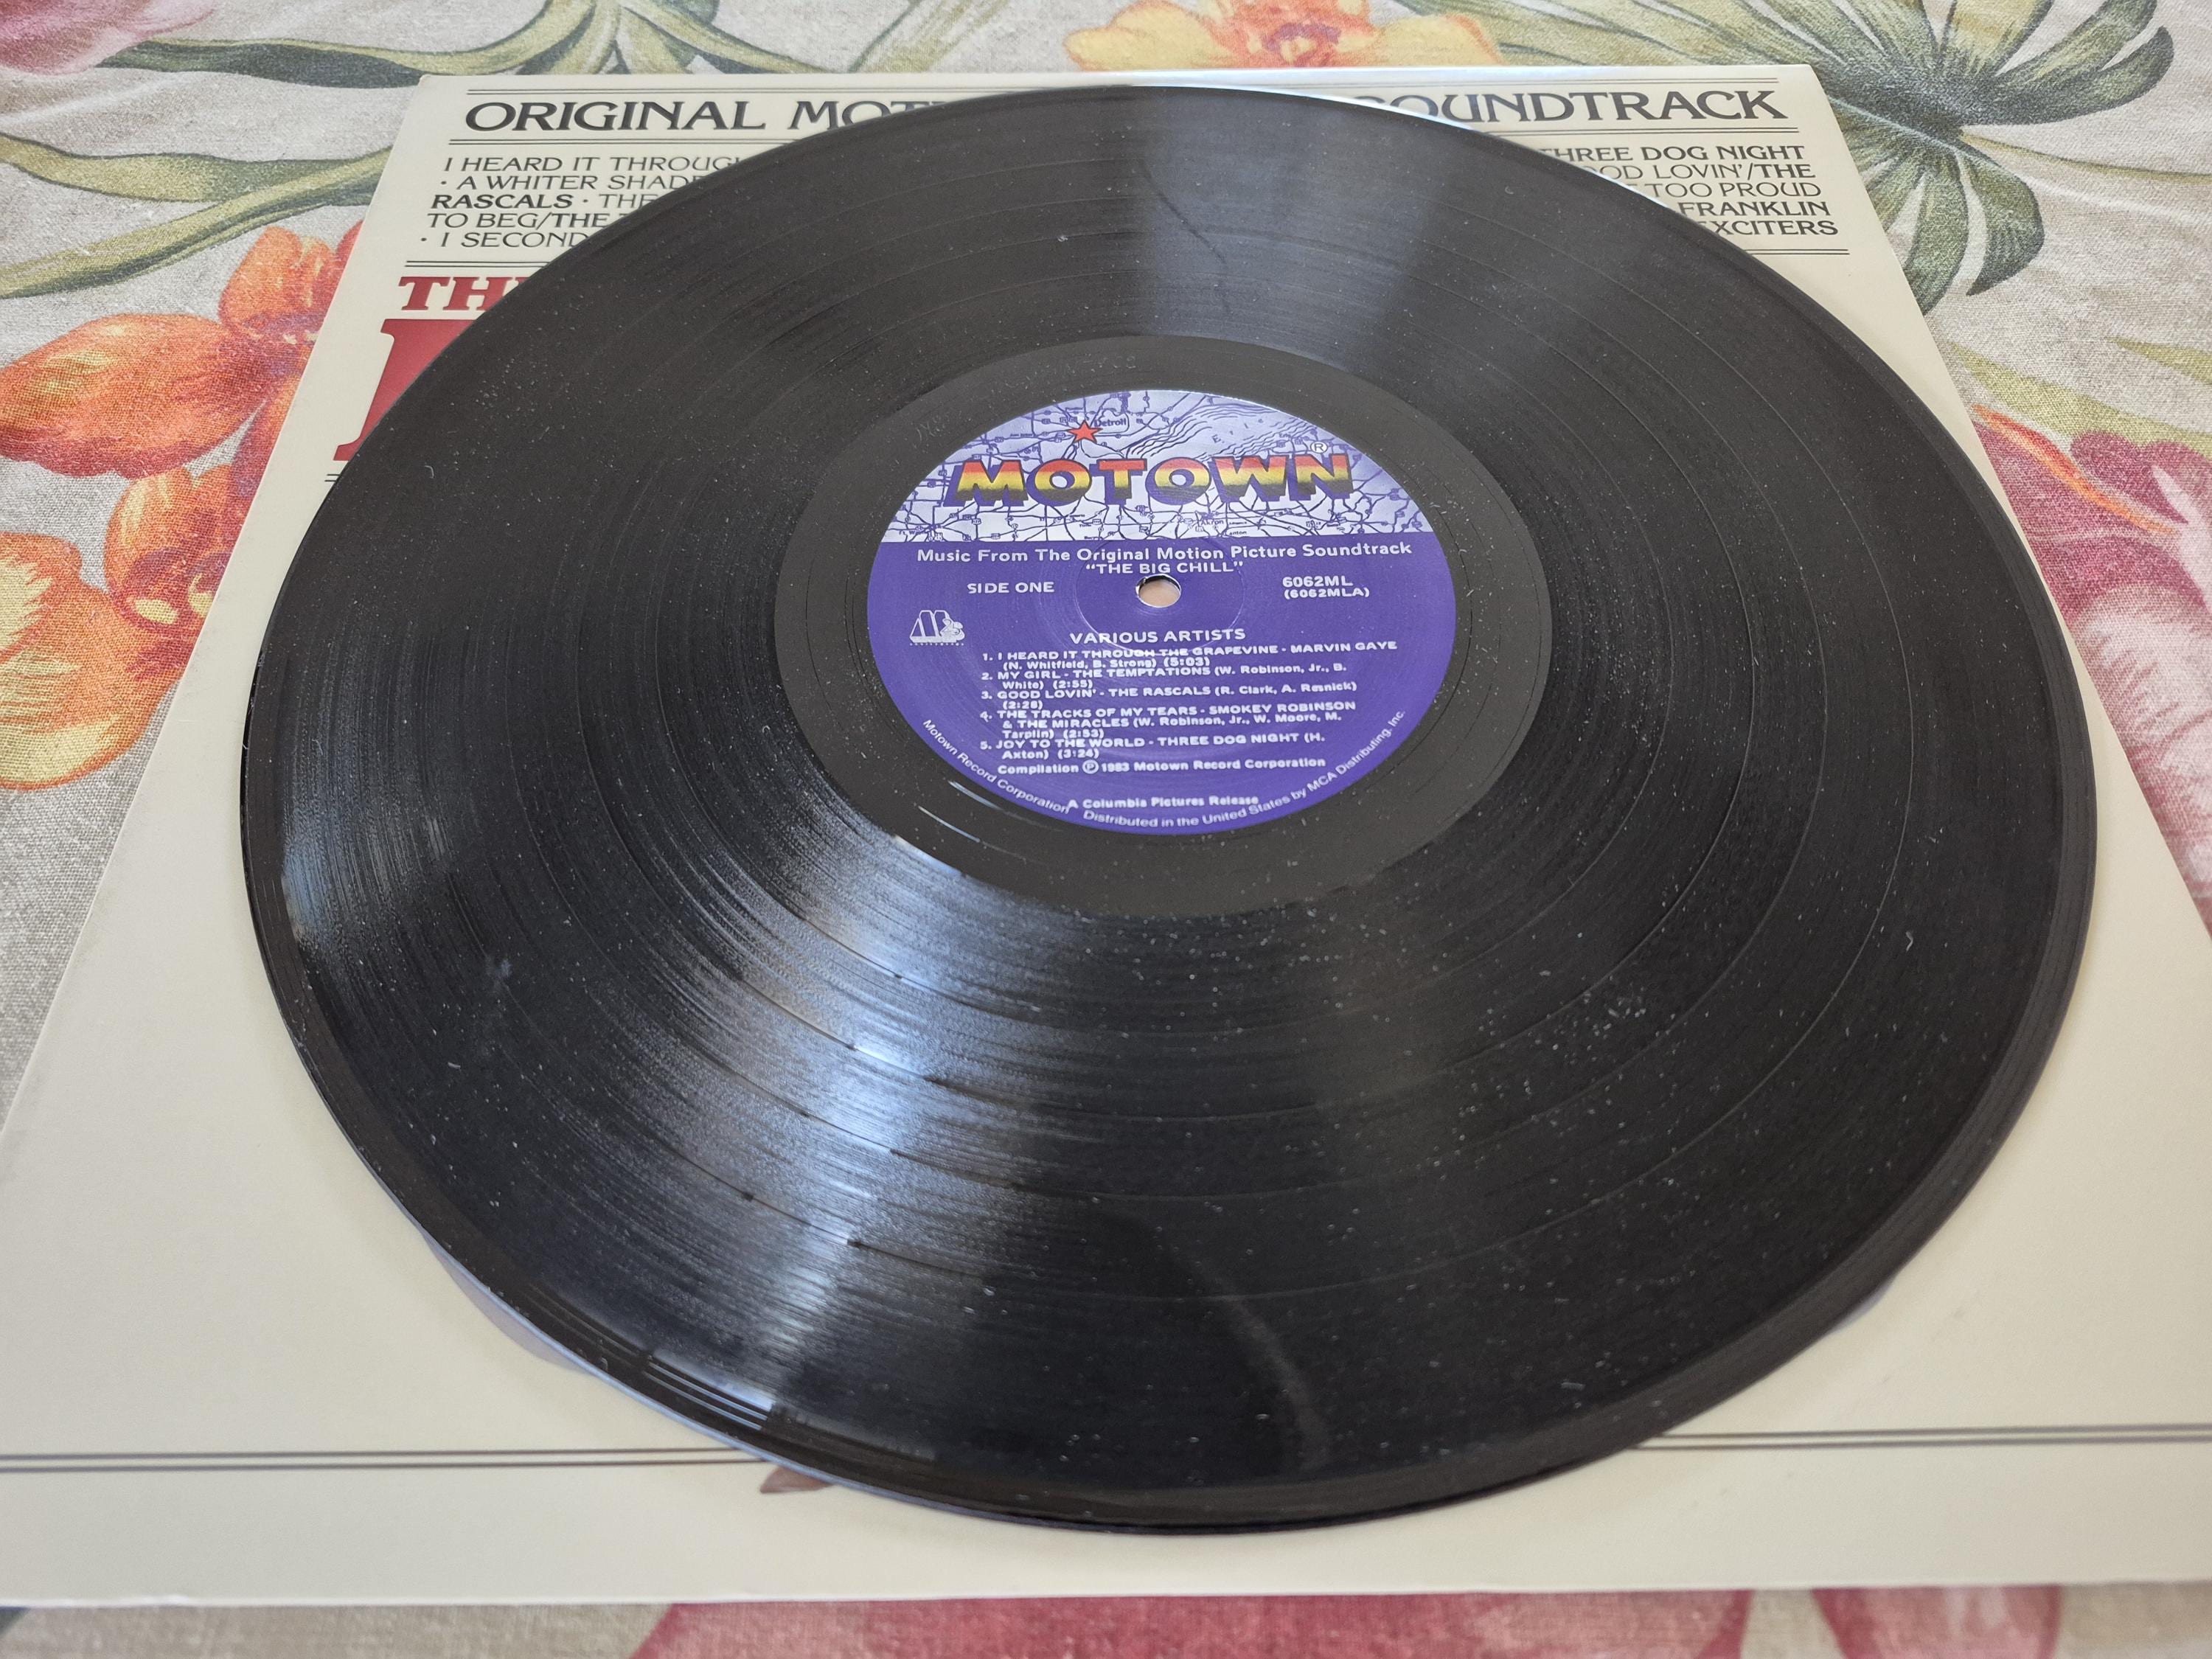 ORIGINAL MOT SOUNDTRACK
I HEARD IT THROUGH THREE DOG NIGHT
• A WHITER SHADE OOD LOVIN'/THE
RASCALS • THE TOO PROUD
TO BEG/THE FRANKLIN
• I SECOND EXCITERS
THE
Detroit
MOTOWN®
Music From The Original Motion Picture Soundtrack
"THE BIG CHILL"
SIDE ONE
6062ML
(6062MLA)
VARIOUS ARTISTS
1. I HEARD IT THROUGH THE GRAPEVINE - MARVIN GAYE
(N. Whitfield, B. Strong) (5:03)
2. MY GIRL - THE TEMPTATIONS (W. Robinson, Jr., B.
White) (2:55)
3. GOOD LOVIN' - THE RASCALS (R. Clark, A. Resnick)
(2:28)
4. THE TRACKS OF MY TEARS - SMOKEY ROBINSON
& THE MIRACLES (W. Robinson, Jr., W. Moore, M.
Tarplin) (2:53)
5. JOY TO THE WORLD - THREE DOG NIGHT (H.
Axton) (3:24)
Compilation ℗ 1983 Motown Record Corporation
A Columbia Pictures Release
Motown Record Corporation Distributed in the United States by MCA Distributing, Inc.